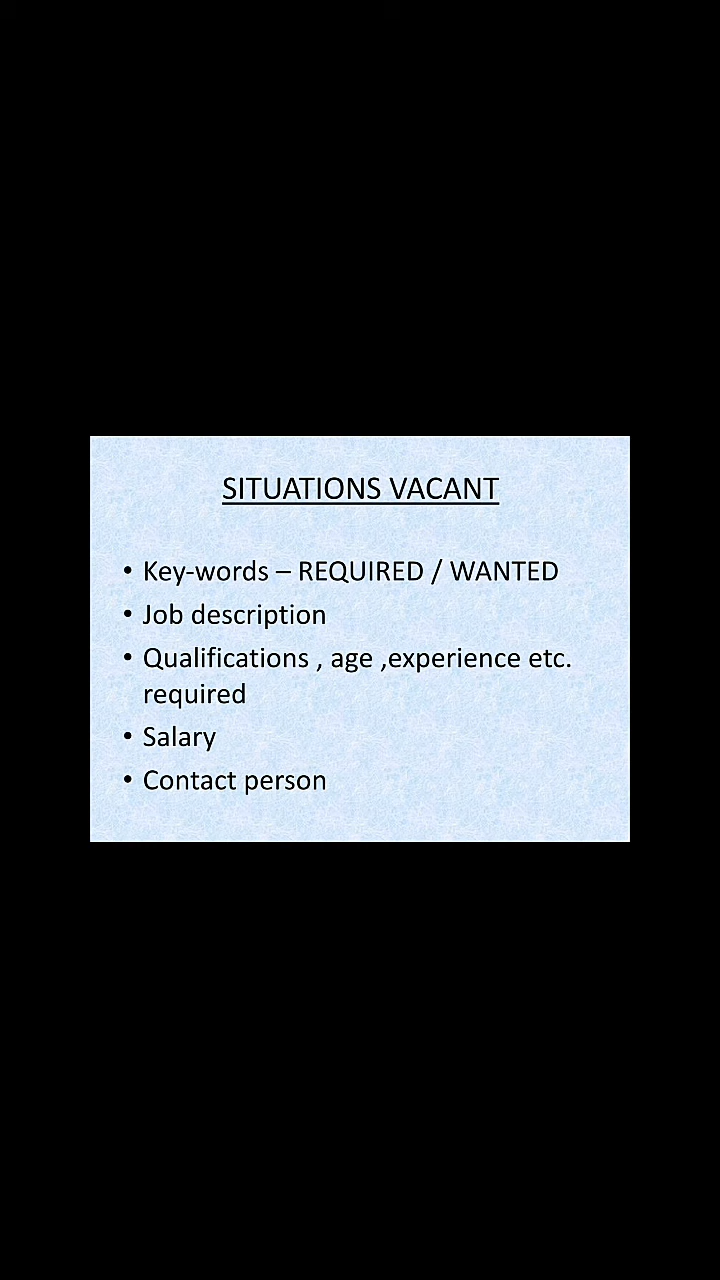 SITUATIONS VACANT
• Key-words – REQUIRED / WANTED
• Job description
• Qualifications , age ,experience etc.
required
• Salary
• Contact person